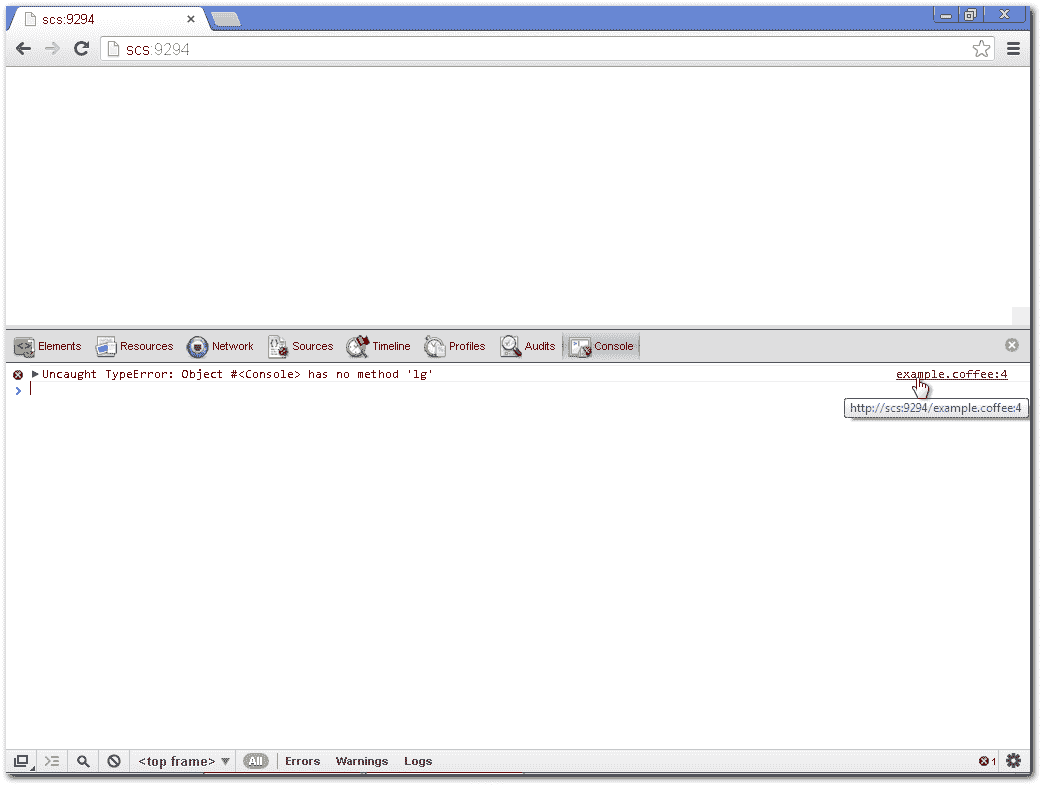 scs:9294
scs:9294
Elements Resources Network Sources Timeline Profiles Audits Console
Uncaught TypeError: Object #<Console> has no method 'lg' example.coffee:4
http://scs:9294/example.coffee:4
<top frame> All Errors Warnings Logs 1